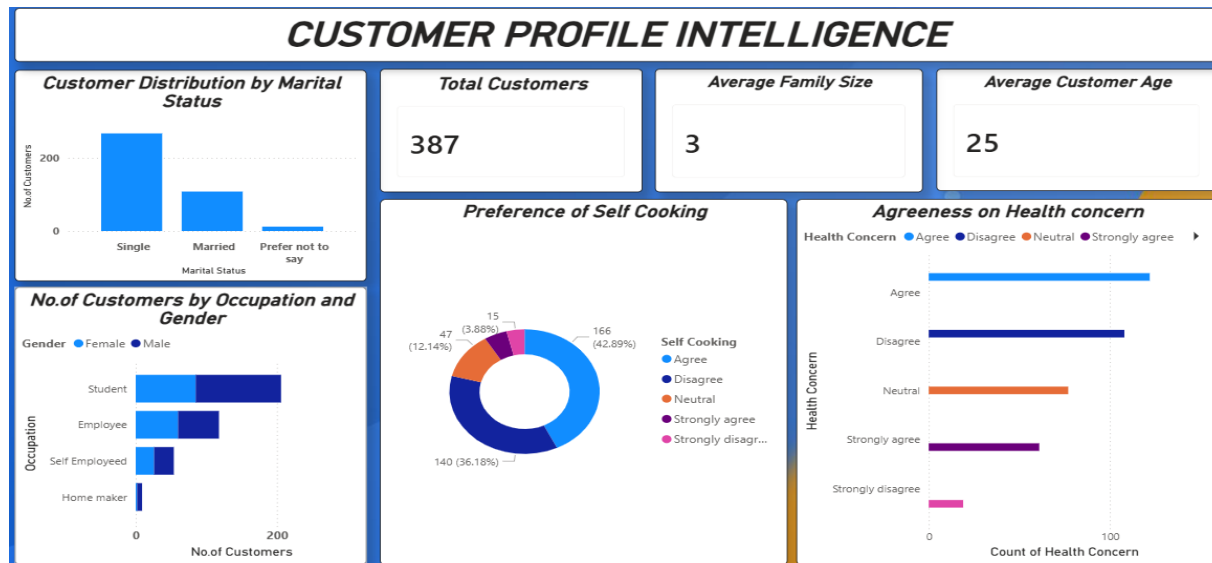 CUSTOMER PROFILE INTELLIGENCE
Customer Distribution by Marital
Status
No.of Customers
200
0
Single
Married
Prefer not to
say
Marital Status
Total Customers
387
Average Family Size
3
Average Customer Age
25
No.of Customers by Occupation and
Gender
Gender Female Male
Occupation
Student
Employee
Self Employeed
Home maker
0
200
No.of Customers
Preference of Self Cooking
15
(3.88%)
47
(12.14%)
166
(42.89%)
140 (36.18%)
Self Cooking
Agree
Disagree
Neutral
Strongly agree
Strongly disagr...
Agreeness on Health concern
Health Concern Agree Disagree Neutral Strongly agree
Health Concern
Agree
Disagree
Neutral
Strongly agree
Strongly disagree
0
100
Count of Health Concern